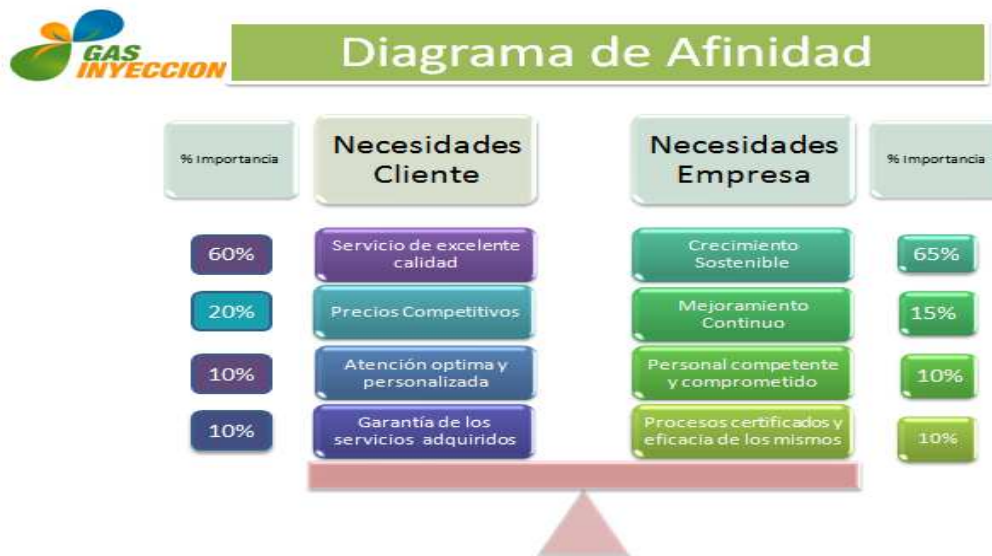 GAS
INYECCION
Diagrama de Afinidad
% Importancia
Necesidades
Cliente
Necesidades
Empresa
% Importancia
60%
Servicio de excelente
calidad
Crecimiento
Sostenible
65%
20%
Precios Competitivos
Mejoramiento
Continuo
15%
10%
Atención optima y
personalizada
Personal competente
y comprometido
10%
10%
Garantía de los
servicios adquiridos
Procesos certificados y
eficacia de los mismos
10%